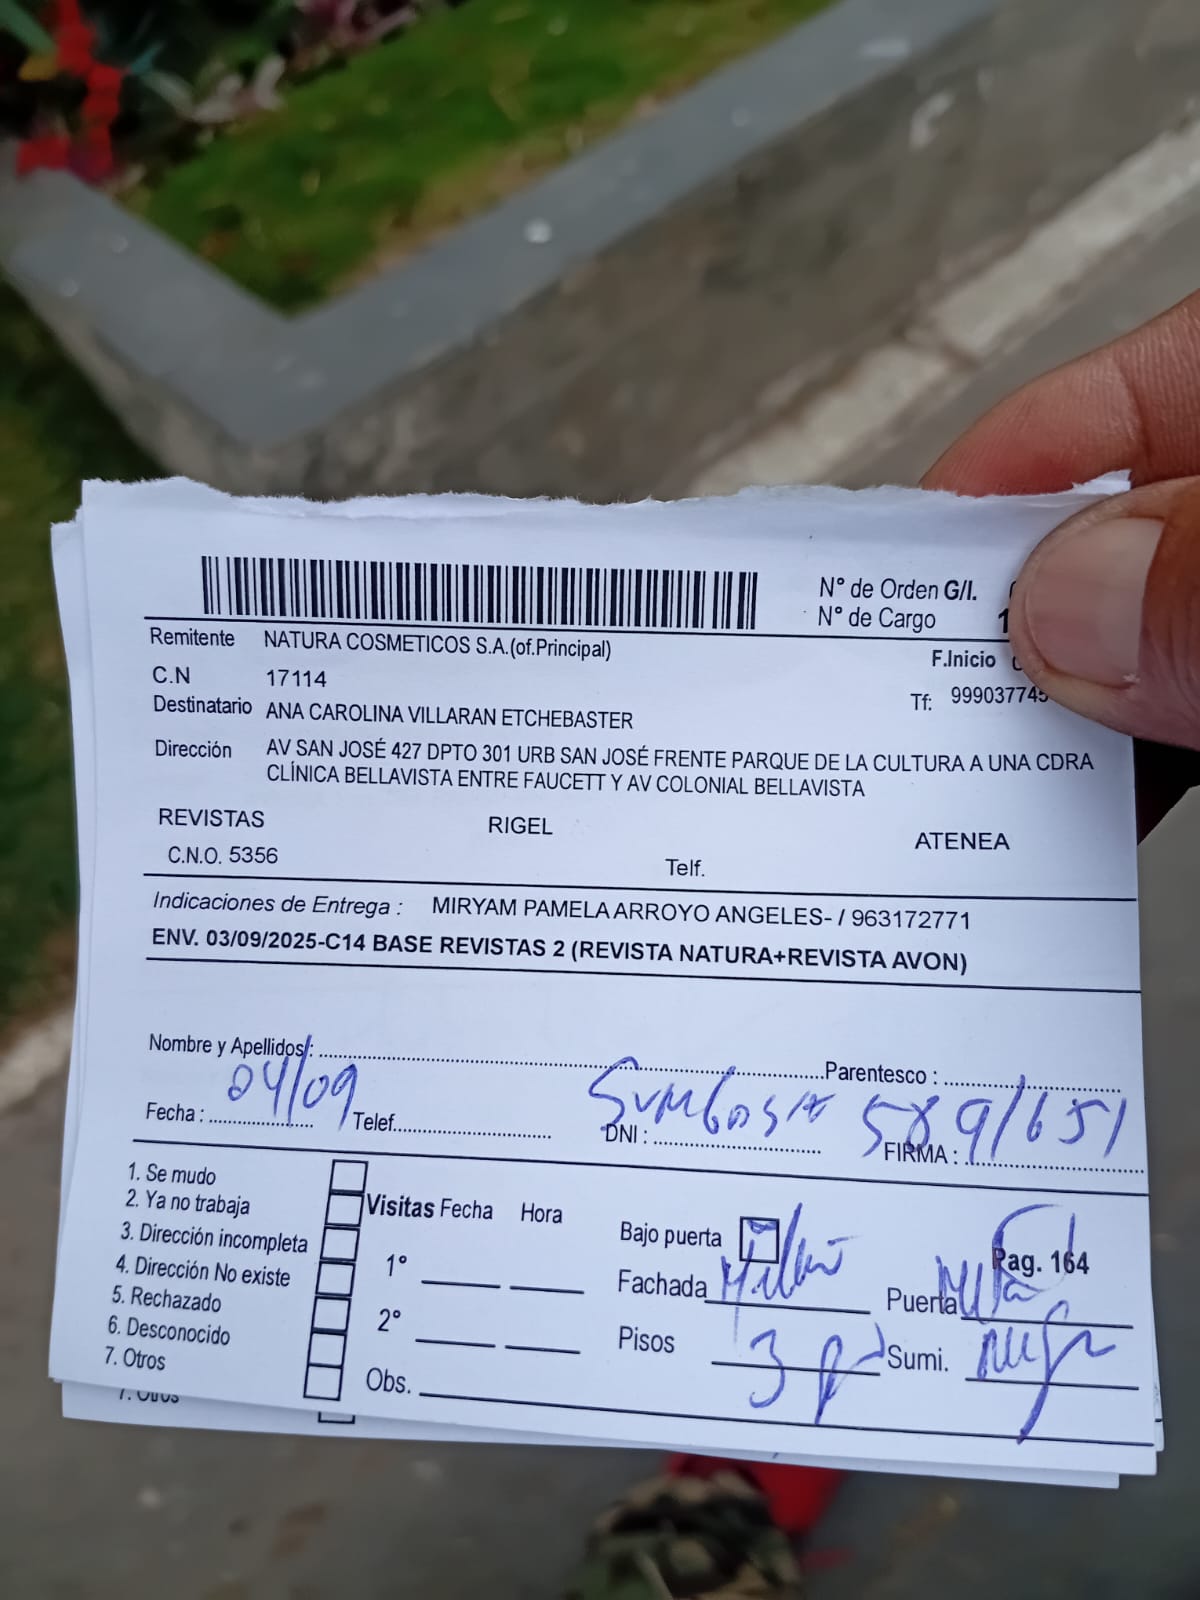 N° de Orden G/I.
N° de Cargo 1
Remitente NATURA COSMETICOS S.A.(of.Principal)
F.Inicio
C.N 17114
Tf: 999037745
Destinatario ANA CAROLINA VILLARAN ETCHEBASTER
Dirección AV SAN JOSÉ 427 DPTO 301 URB SAN JOSÉ FRENTE PARQUE DE LA CULTURA A UNA CDRA
CLÍNICA BELLAVISTA ENTRE FAUCETT Y AV COLONIAL BELLAVISTA
REVISTAS RIGEL ATENEA
C.N.O. 5356 Telf.
Indicaciones de Entrega : MIRYAM PAMELA ARROYO ANGELES- / 963172771
ENV. 03/09/2025-C14 BASE REVISTAS 2 (REVISTA NATURA+REVISTA AVON)
Nombre y Apellidos : Parentesco :
04/09
Fecha : Telef. DNI : FIRMA :
1. Se mudo
2. Ya no trabaja
3. Dirección incompleta
4. Dirección No existe
5. Rechazado
6. Desconocido
7. Otros
Visitas Fecha Hora
1°
2°
Obs.
Bajo puerta
Pag. 164
Fachada Puerta
Pisos 3 Sumi.
7. Otros